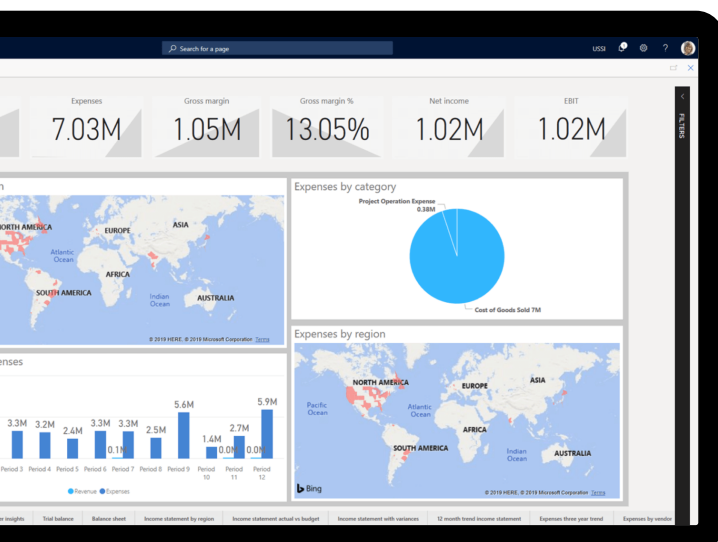 Search for a page
USSI
?
Expenses
Gross margin
Gross margin %
Net income
EBIT
7.03M
1.05M
13.05%
1.02M
1.02M
FILTERS
NORTH AMERICA
EUROPE
ASIA
Atlantic
Ocean
AFRICA
SOUTH AMERICA
Indian
Ocean
AUSTRALIA
© 2019 HERE, © 2019 Microsoft Corporation Terms
Expenses by category
Project Operation Expense
0.38M
Cost of Goods Sold 7M
Expenses by region
NORTH AMERICA
EUROPE
ASIA
Pacific
Ocean
Atlantic
Ocean
AFRICA
SOUTH AMERICA
Indian
Ocean
AUSTRALIA
Bing
© 2019 HERE, © 2019 Microsoft Corporation Terms
3.3M 3.2M 2.4M 3.3M 3.3M 2.5M 5.6M 1.4M 2.7M 5.9M
0.1M 0.0M 0.0M
Period 3 Period 4 Period 5 Period 6 Period 7 Period 8 Period 9 Period 10 Period 11 Period 12
Revenue Expenses
insights Trial balance Balance sheet Income statement by region Income statement actual vs budget Income statement with variances 12 month trend income statement Expenses three year trend Expenses by vendor